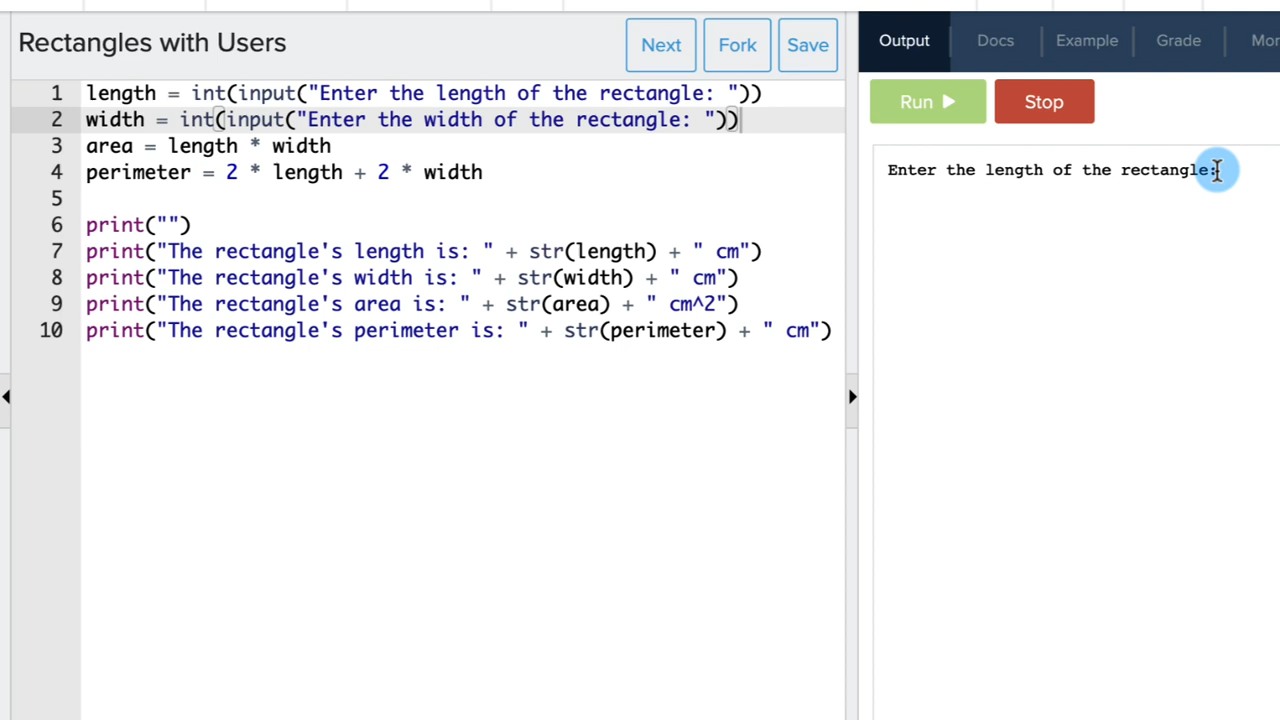 Rectangles with Users
Next
Fork
Save
1 length = int(input("Enter the length of the rectangle: "))
2 width = int(input("Enter the width of the rectangle: "))
3 area = length * width
4 perimeter = 2 * length + 2 * width
5
6 print("")
7 print("The rectangle's length is: " + str(length) + " cm")
8 print("The rectangle's width is: " + str(width) + " cm")
9 print("The rectangle's area is: " + str(area) + " cm^2")
10 print("The rectangle's perimeter is: " + str(perimeter) + " cm")
Output
Docs
Example
Grade
Mor
Run
Stop
Enter the length of the rectangle: